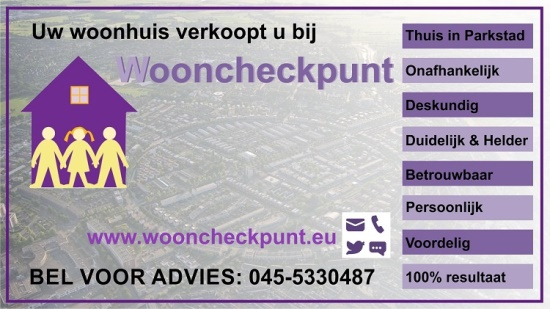 Uw woonhuis verkoopt u bij
Wooncheckpunt
www.wooncheckpunt.eu
BEL VOOR ADVIES: 045-5330487
Thuis in Parkstad
Onafhankelijk
Deskundig
Duidelijk & Helder
Betrouwbaar
Persoonlijk
Voordelig
100% resultaat